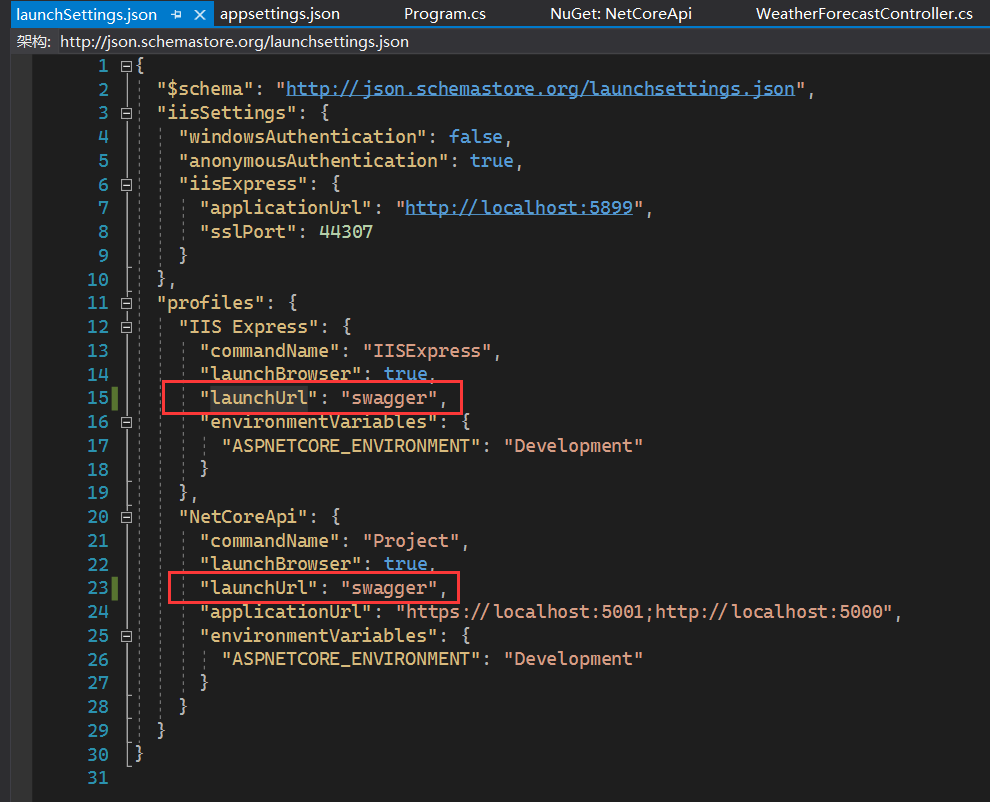 launchSettings.json appsettings.json Program.cs NuGet: NetCoreApi WeatherForecastController.cs
架构: http://json.schemastore.org/launchsettings.json
1 {
2 "$schema": "http://json.schemastore.org/launchsettings.json",
3 "iisSettings": {
4 "windowsAuthentication": false,
5 "anonymousAuthentication": true,
6 "iisExpress": {
7 "applicationUrl": "http://localhost:5899",
8 "sslPort": 44307
9 }
10 },
11 "profiles": {
12 "IIS Express": {
13 "commandName": "IISExpress",
14 "launchBrowser": true,
15 "launchUrl": "swagger",
16 "environmentVariables": {
17 "ASPNETCORE_ENVIRONMENT": "Development"
18 }
19 },
20 "NetCoreApi": {
21 "commandName": "Project",
22 "launchBrowser": true,
23 "launchUrl": "swagger",
24 "applicationUrl": "https://localhost:5001;http://localhost:5000",
25 "environmentVariables": {
26 "ASPNETCORE_ENVIRONMENT": "Development"
27 }
28 }
29 }
30 }
31